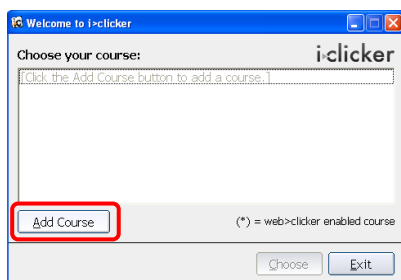 Welcome to i>clicker
Choose your course:
i>clicker
[Click the Add Course button to add a course.]
Add Course
(*) = web>clicker enabled course
Choose
Exit